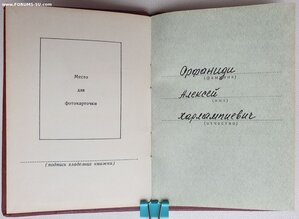 www.FORUMS-SU.com
Место
для
фотокарточки
(подпись владельца книжки)
Орфаниди
(фамилия)
Алексей
(имя)
Харлампиевич
(отчество)